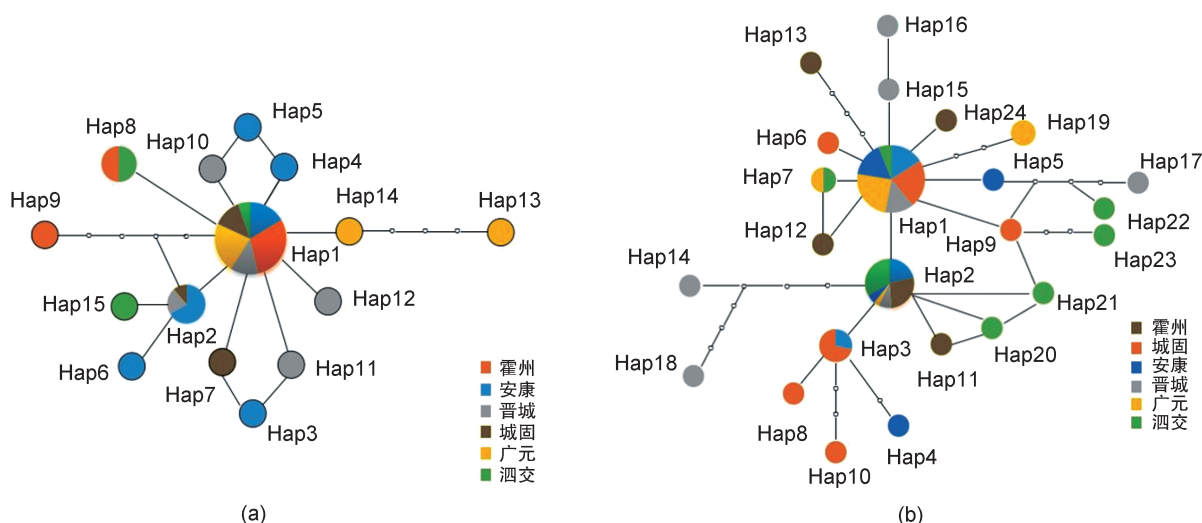 Hap5
Hap8
Hap10
Hap4
Hap14
Hap13
Hap9
Hap1
Hap15
Hap12
Hap2
Hap6
Hap7
Hap11
Hap3
霍州
安康
晋城
城固
广元
泗交
(a)
Hap16
Hap13
Hap15
Hap24
Hap19
Hap6
Hap5
Hap17
Hap7
Hap22
Hap12
Hap1
Hap9
Hap23
Hap14
Hap2
Hap21
Hap18
Hap3
Hap20
Hap11
Hap8
Hap4
Hap10
霍州
城固
安康
晋城
广元
泗交
(b)